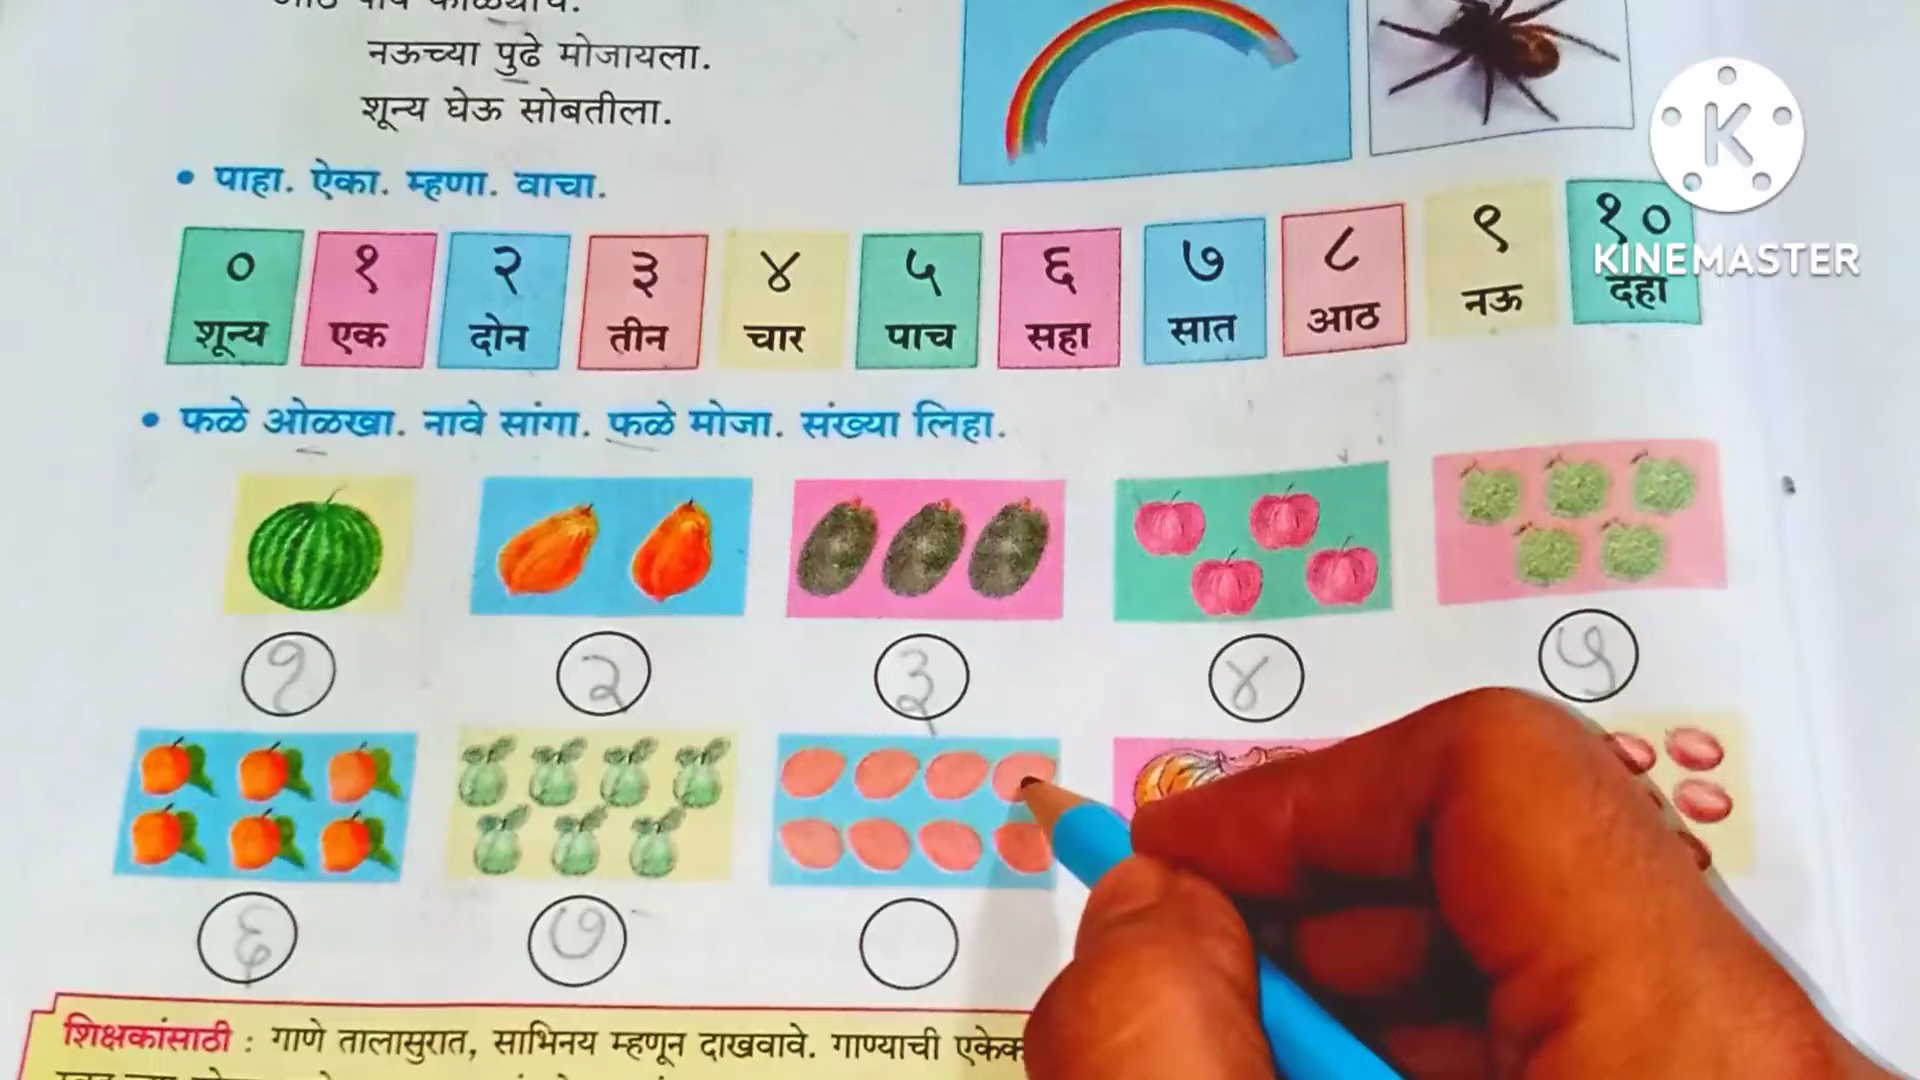 नऊच्या पुढे मोजायला.
शून्य घेऊ सोबतीला.
K
KINEMASTER
• पाहा. ऐका. म्हणा. वाचा.
० १ २ ३ ४ ५ ६ ७ ८ ९ १०
शून्य एक दोन तीन चार पाच सहा सात आठ नऊ दहा
• फळे ओळखा. नावे सांगा. फळे मोजा. संख्या लिहा.
१ २ ३ ४ ५
६ ७
शिक्षकांसाठी : गाणे तालासुरात, साभिनय म्हणून दाखवावे. गाण्याची